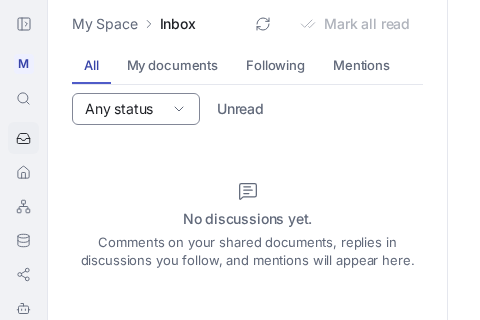 My Space > Inbox
Mark all read
M
All
My documents
Following
Mentions
Any status
Unread
No discussions yet.
Comments on your shared documents, replies in
discussions you follow, and mentions will appear here.